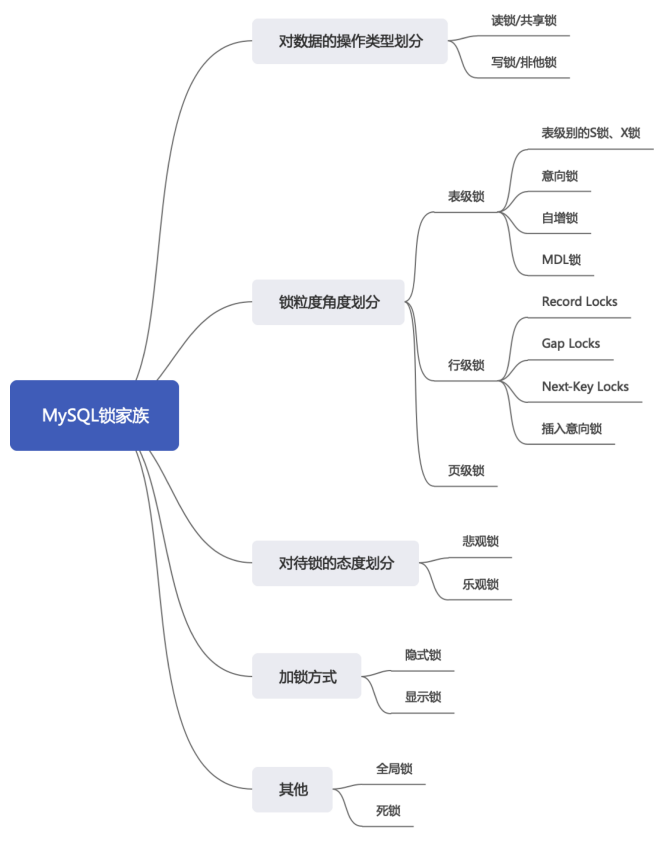 MySQL锁家族
对数据的操作类型划分
读锁/共享锁
写锁/排他锁
锁粒度角度划分
表级锁
表级别的S锁、X锁
意向锁
自增锁
MDL锁
行级锁
Record Locks
Gap Locks
Next-Key Locks
插入意向锁
页级锁
对待锁的态度划分
悲观锁
乐观锁
加锁方式
隐式锁
显示锁
其他
全局锁
死锁